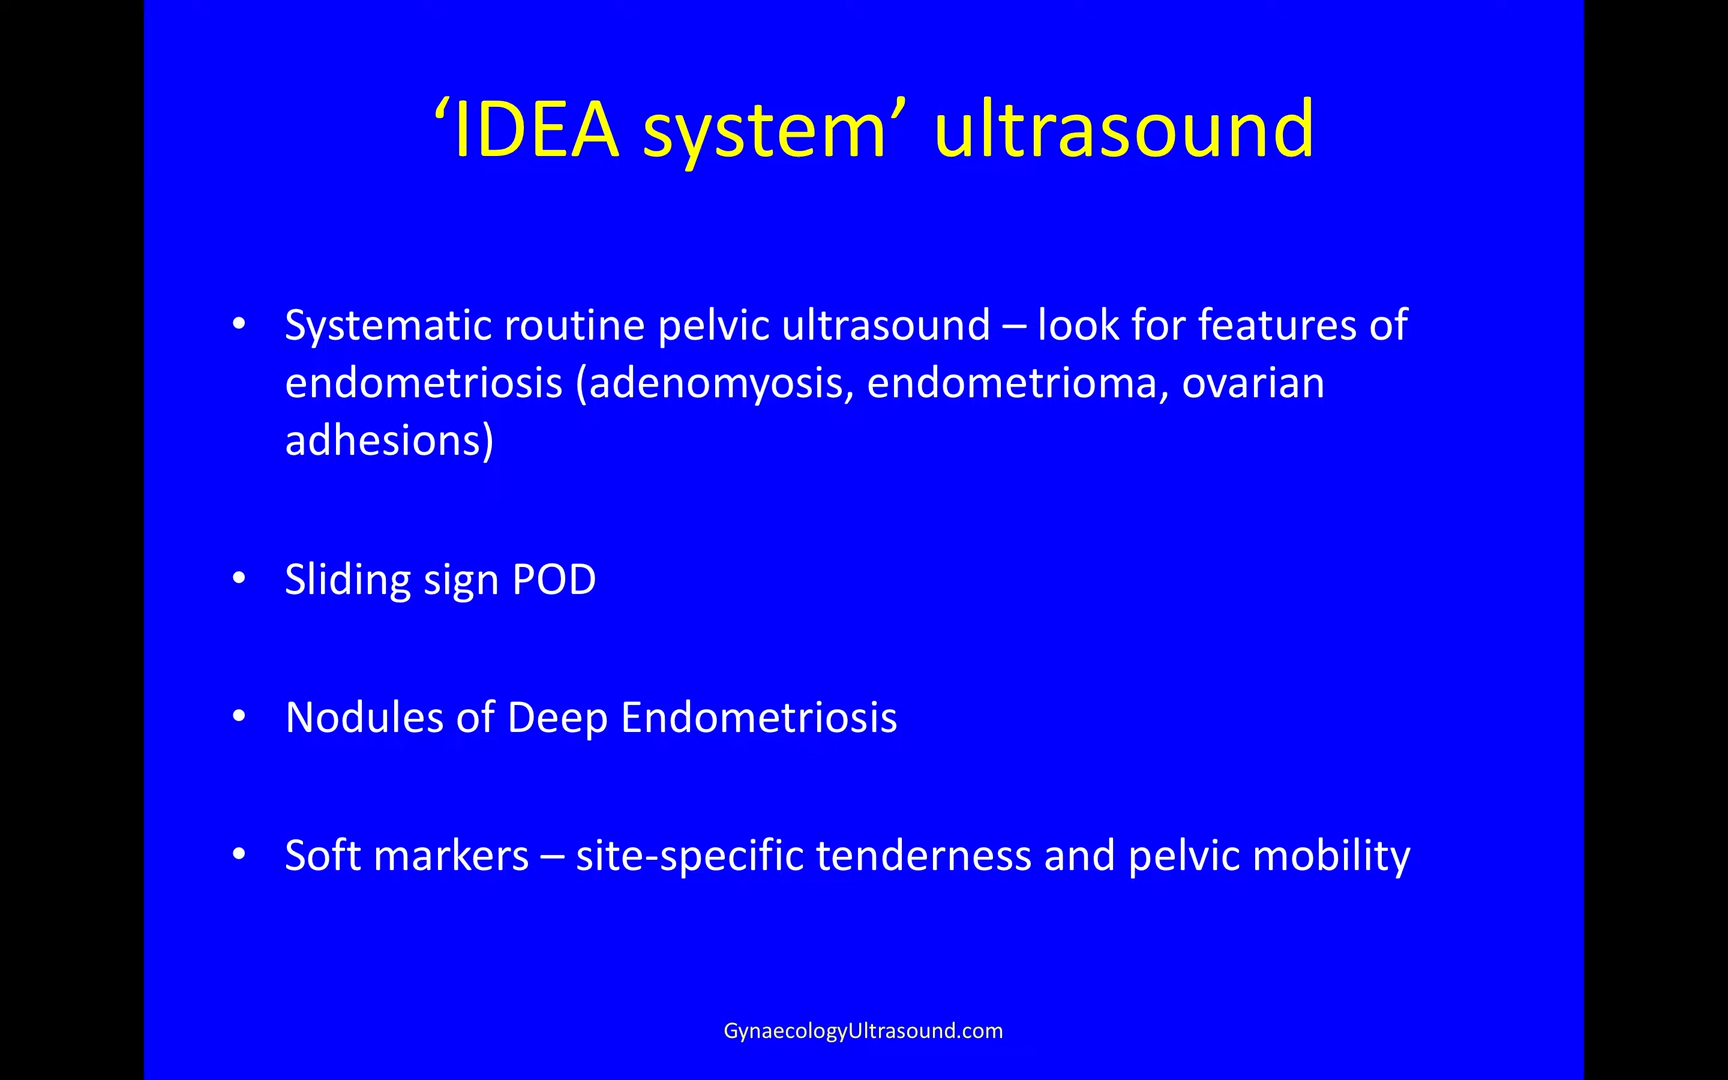 ‘IDEA system’ ultrasound
• Systematic routine pelvic ultrasound – look for features of
endometriosis (adenomyosis, endometrioma, ovarian
adhesions)
• Sliding sign POD
• Nodules of Deep Endometriosis
• Soft markers – site-specific tenderness and pelvic mobility
GynaecologyUltrasound.com